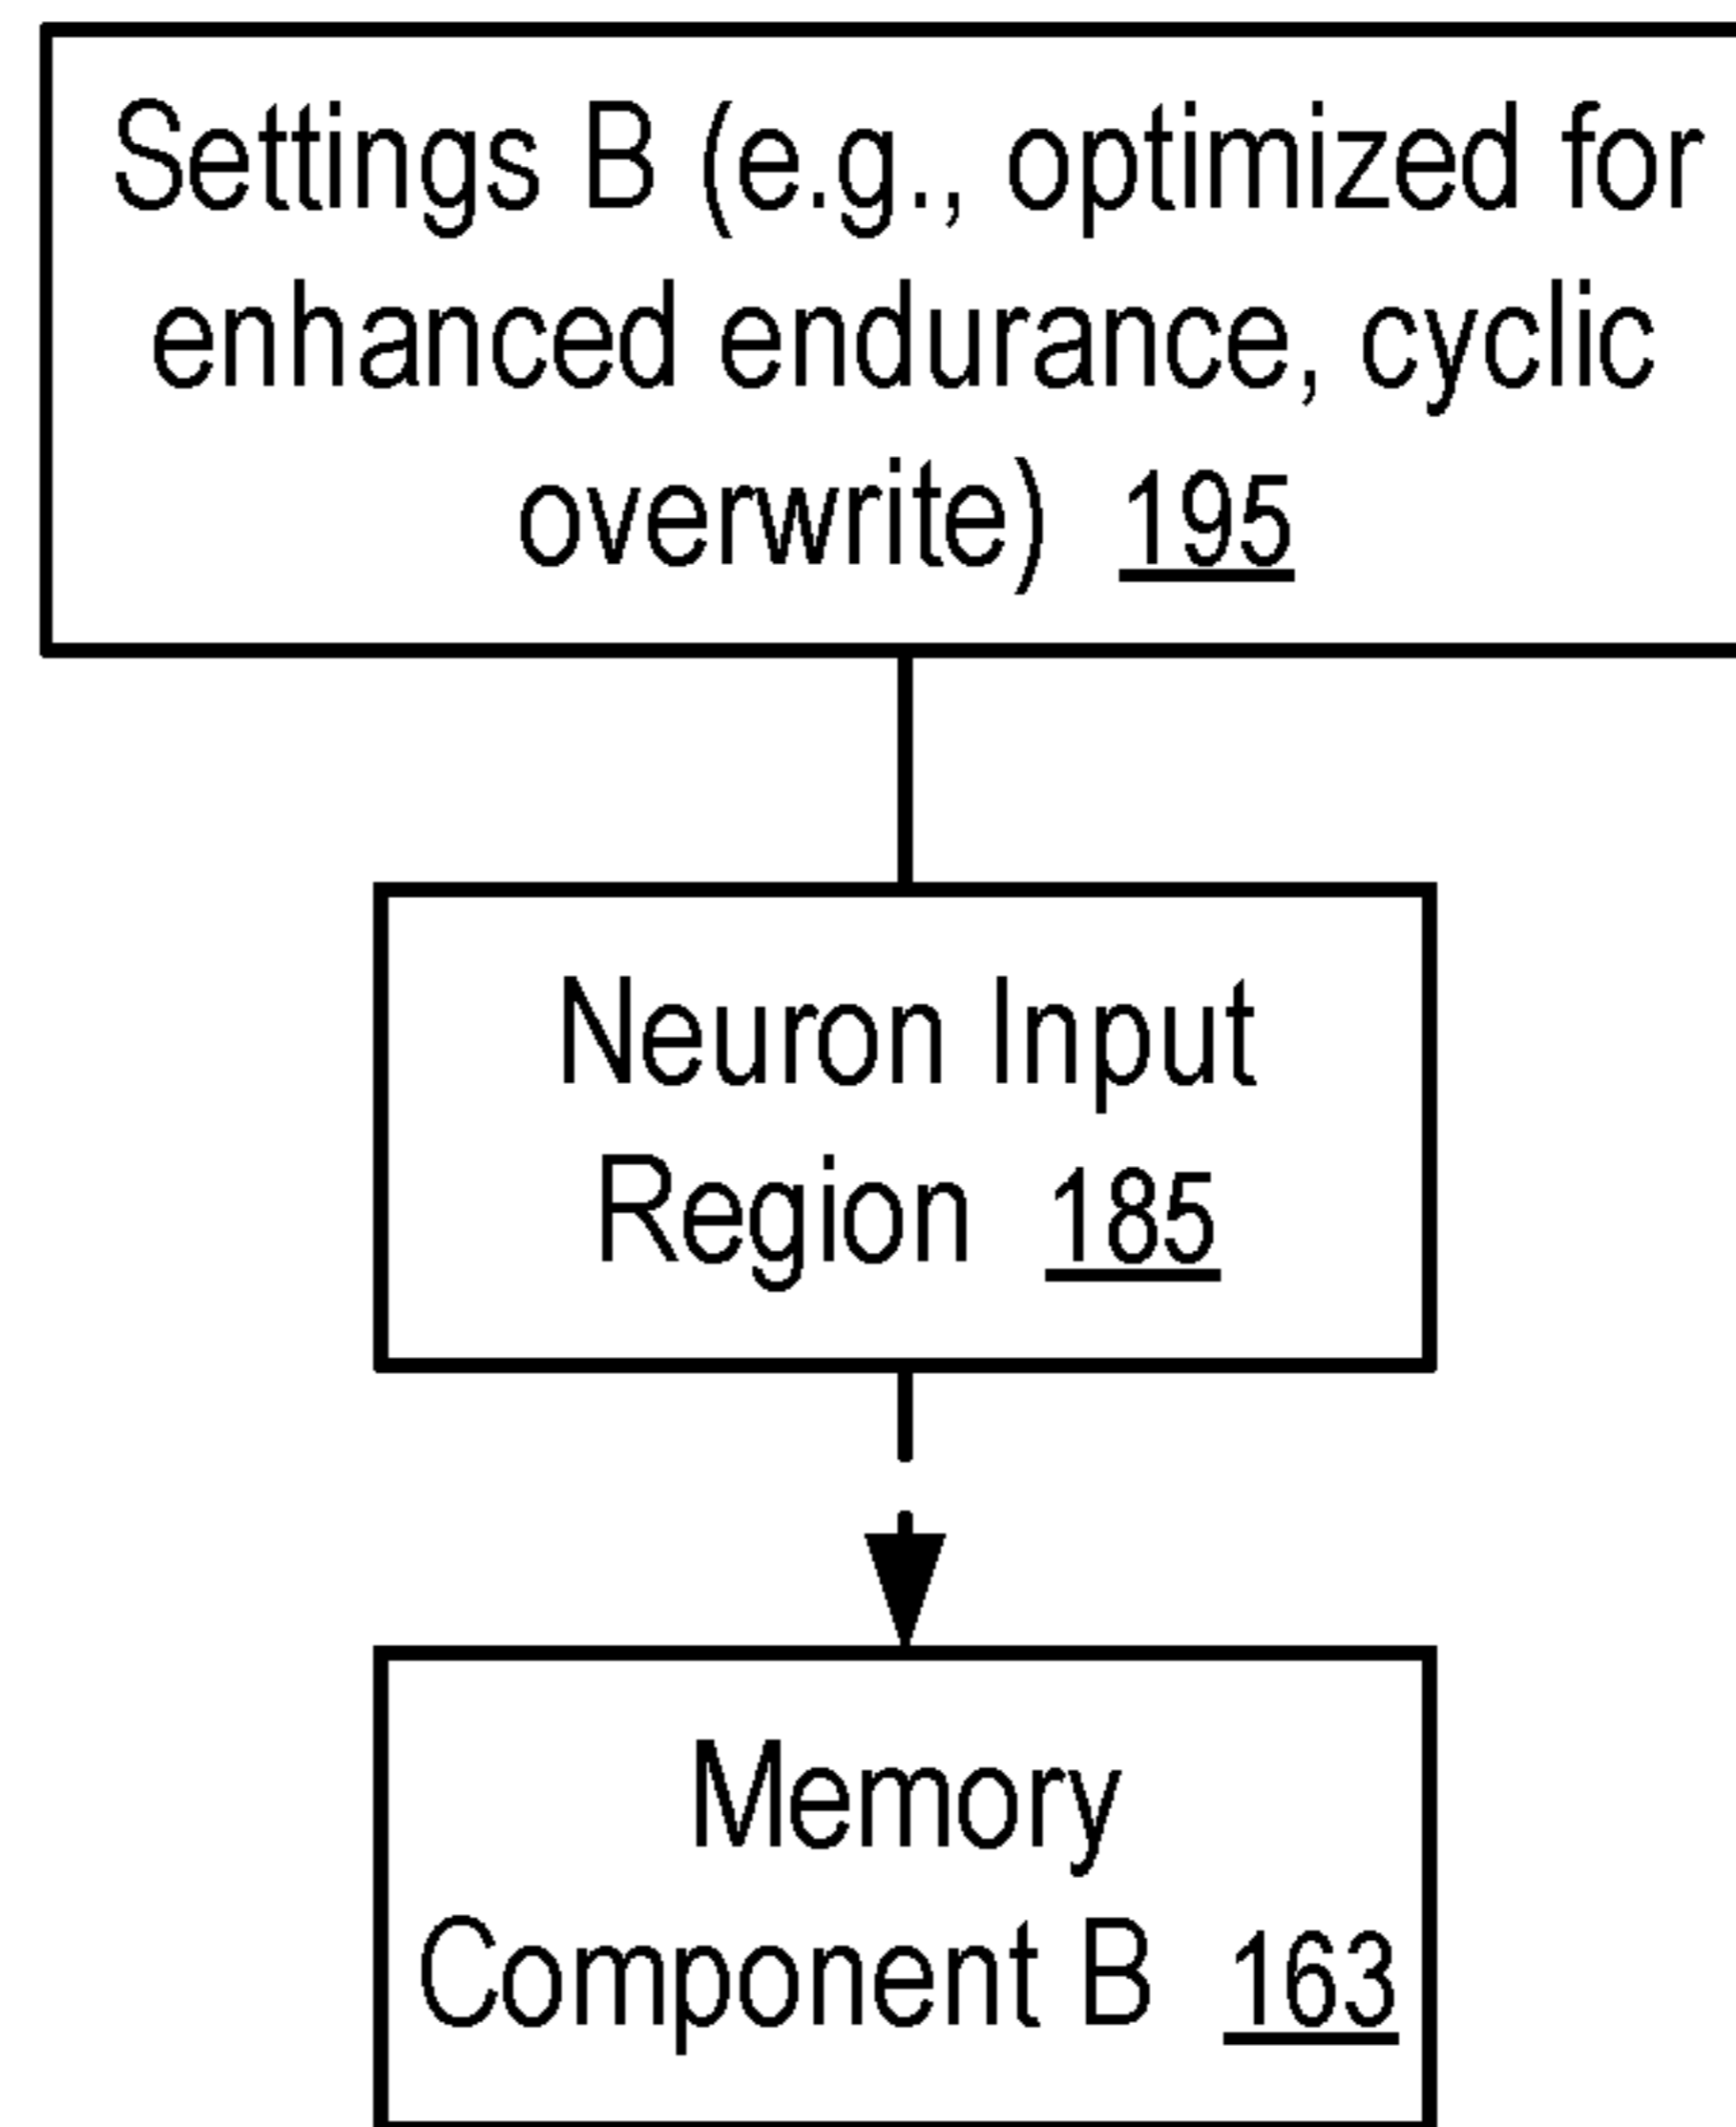 Settings B (e.g., optimized for
enhanced endurance, cyclic
overwrite) 195
Neuron Input
Region 185
Memory
Component B 163